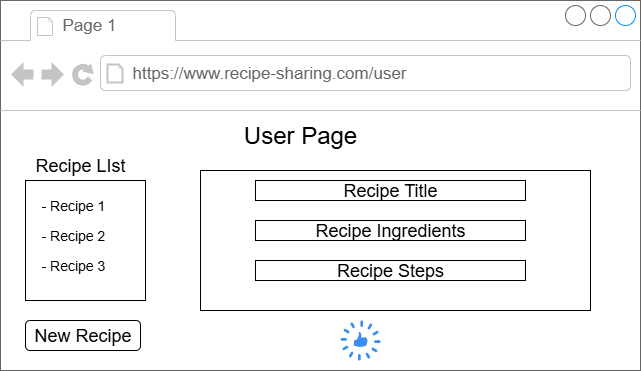 Page 1
https://www.recipe-sharing.com/user
User Page
Recipe LIst
- Recipe 1
- Recipe 2
- Recipe 3
New Recipe
Recipe Title
Recipe Ingredients
Recipe Steps